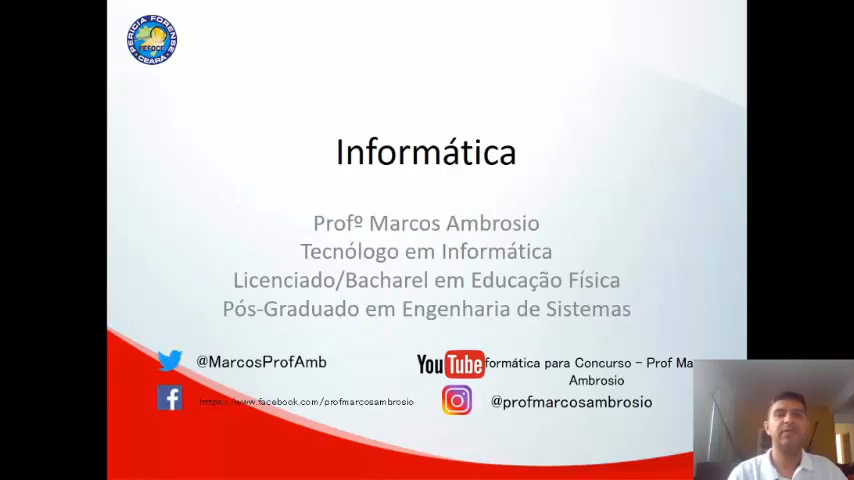 PERICIA FORENSE
PEFOCE
CEARÁ
Informática
Profº Marcos Ambrosio
Tecnólogo em Informática
Licenciado/Bacharel em Educação Física
Pós-Graduado em Engenharia de Sistemas
@MarcosProfAmb
YouTube formática para Concurso - Prof Ma
Ambrosio
https://www.facebook.com/profmarcosambrosio
@profmarcosambrosio